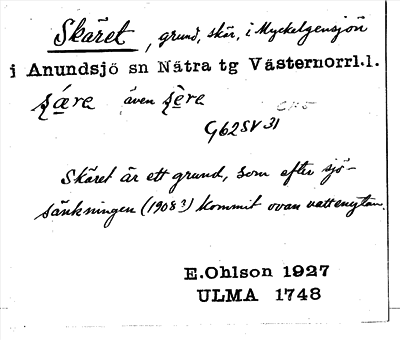 Skäret, grund, skär, i Myckelgensjön
i Anundsjö sn Nätra tg Västernorrl.l.
även
G62SV31
Skäret är ett grund, som efter sjö-
sänkningen (1908?) kommit ovan vattenytan.
E.Ohlson 1927
ULMA 1748